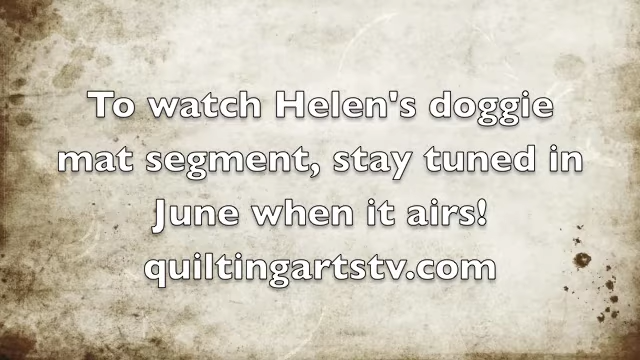 To watch Helen's doggie
mat segment, stay tuned in
June when it airs!
quiltingartstv.com